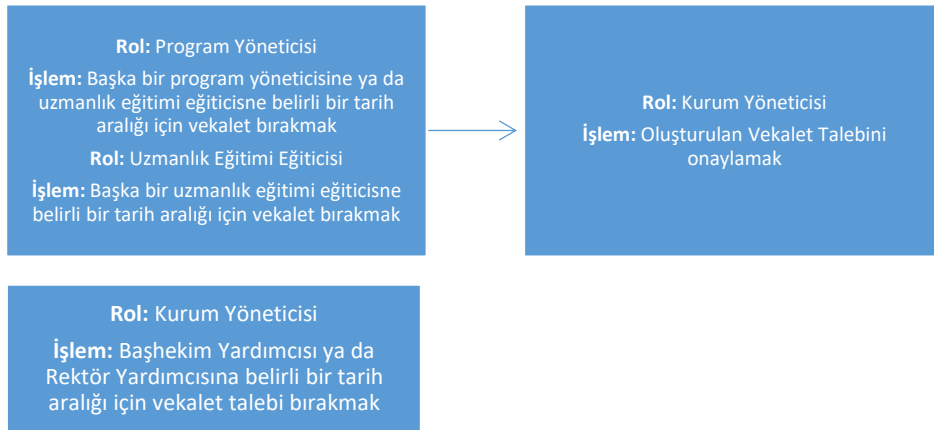 Rol: Program Yöneticisi
İşlem: Başka bir program yöneticisine ya da
uzmanlık eğitimi eğiticisne belirli bir tarih
aralığı için vekalet bırakmak
Rol: Uzmanlık Eğitimi Eğiticisi
İşlem: Başka bir uzmanlık eğitimi eğiticisne
belirli bir tarih aralığı için vekalet bırakmak
Rol: Kurum Yöneticisi
İşlem: Oluşturulan Vekalet Talebini
onaylamak
Rol: Kurum Yöneticisi
İşlem: Başhekim Yardımcısı ya da
Rektör Yardımcısına belirli bir tarih
aralığı için vekalet talebi bırakmak